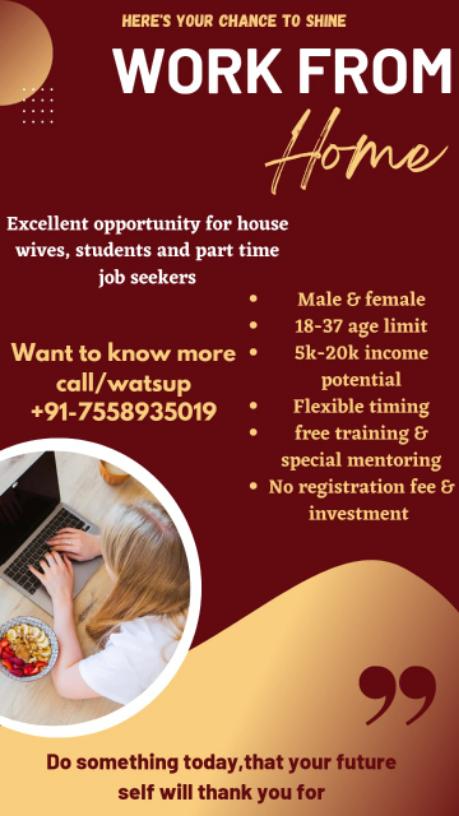 HERE'S YOUR CHANCE TO SHINE
WORK FROM
Home
Excellent opportunity for house
wives, students and part time
job seekers
• Male & female
• 18-37 age limit
• 5k-20k income
potential
• Flexible timing
• free training &
special mentoring
• No registration fee &
investment
Want to know more
call/watsup
+91-7558935019
”
Do something today,that your future
self will thank you for